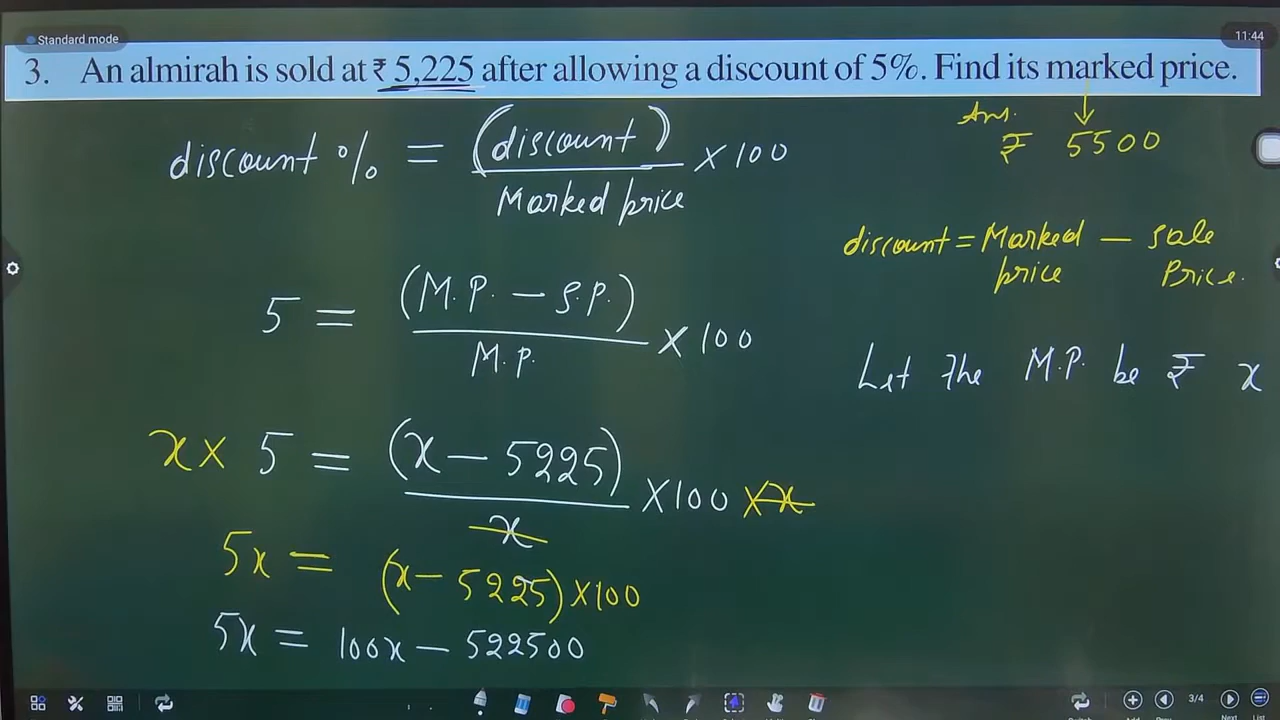 Standard mode
11:44
3. An almirah is sold at ₹ 5,225 after allowing a discount of 5%. Find its marked price.
Ans. ₹ 5500
discount % = (discount) / Marked price × 100
discount = Marked price – Sale Price.
5 = (M.P. – S.P.) / M.P. × 100
Let the M.P. be ₹ x
x × 5 = (x – 5225) / x × 100 × x
5x = (x – 5225) × 100
5x = 100x – 522500
3/4